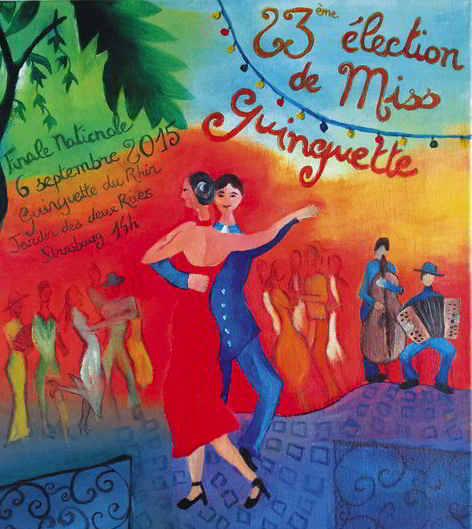 23ème élection
de Miss
Guinguette
Finale Nationale
6 septembre 2015
Guinguette du Rhin
Jardin des deux Rives
Strasbourg 14h